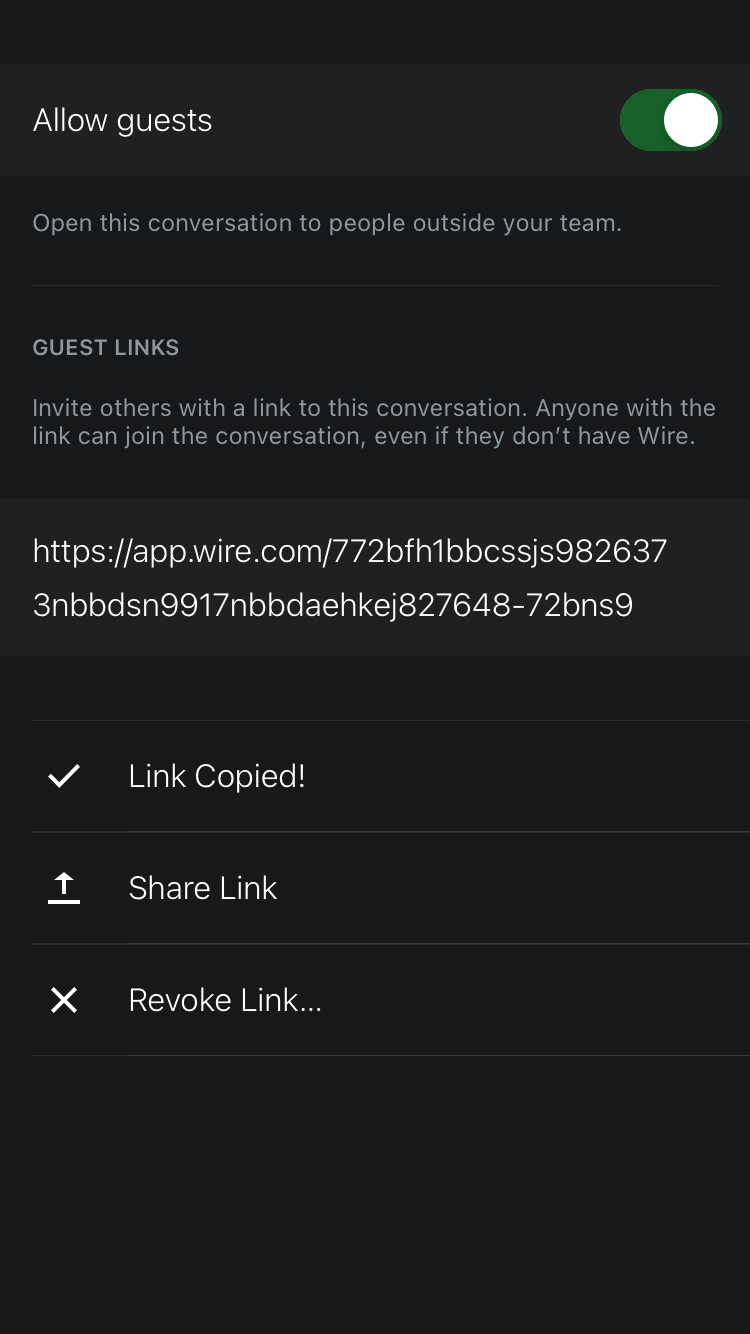 Allow guests
Open this conversation to people outside your team.
GUEST LINKS
Invite others with a link to this conversation. Anyone with the
link can join the conversation, even if they don’t have Wire.
https://app.wire.com/772bfh1bbcssjs982637
3nbbdsn9917nbbdaehkej827648-72bns9
Link Copied!
Share Link
Revoke Link...